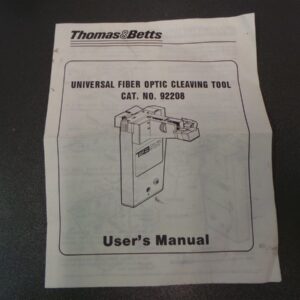 Thomas&Betts
UNIVERSAL FIBER OPTIC CLEAVING TOOL
CAT. NO. 92208
User's Manual